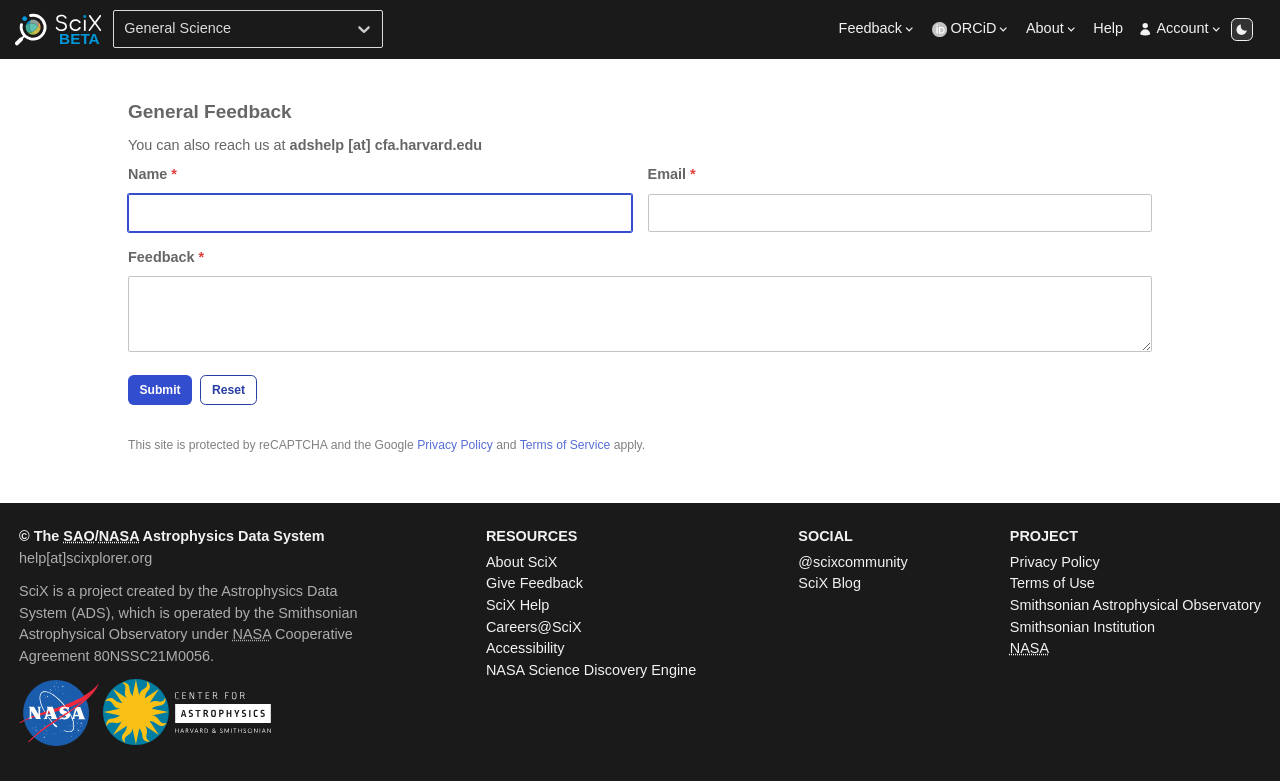 SciX
BETA
General Science
Feedback
iD ORCiD
About
Help
Account
General Feedback
You can also reach us at adshelp [at] cfa.harvard.edu
Name *
Email *
Feedback *
Submit
Reset
This site is protected by reCAPTCHA and the Google Privacy Policy and Terms of Service apply.
© The SAO/NASA Astrophysics Data System
help[at]scixplorer.org
SciX is a project created by the Astrophysics Data
System (ADS), which is operated by the Smithsonian
Astrophysical Observatory under NASA Cooperative
Agreement 80NSSC21M0056.
NASA
CENTER FOR
ASTROPHYSICS
HARVARD & SMITHSONIAN
RESOURCES
About SciX
Give Feedback
SciX Help
Careers@SciX
Accessibility
NASA Science Discovery Engine
SOCIAL
@scixcommunity
SciX Blog
PROJECT
Privacy Policy
Terms of Use
Smithsonian Astrophysical Observatory
Smithsonian Institution
NASA